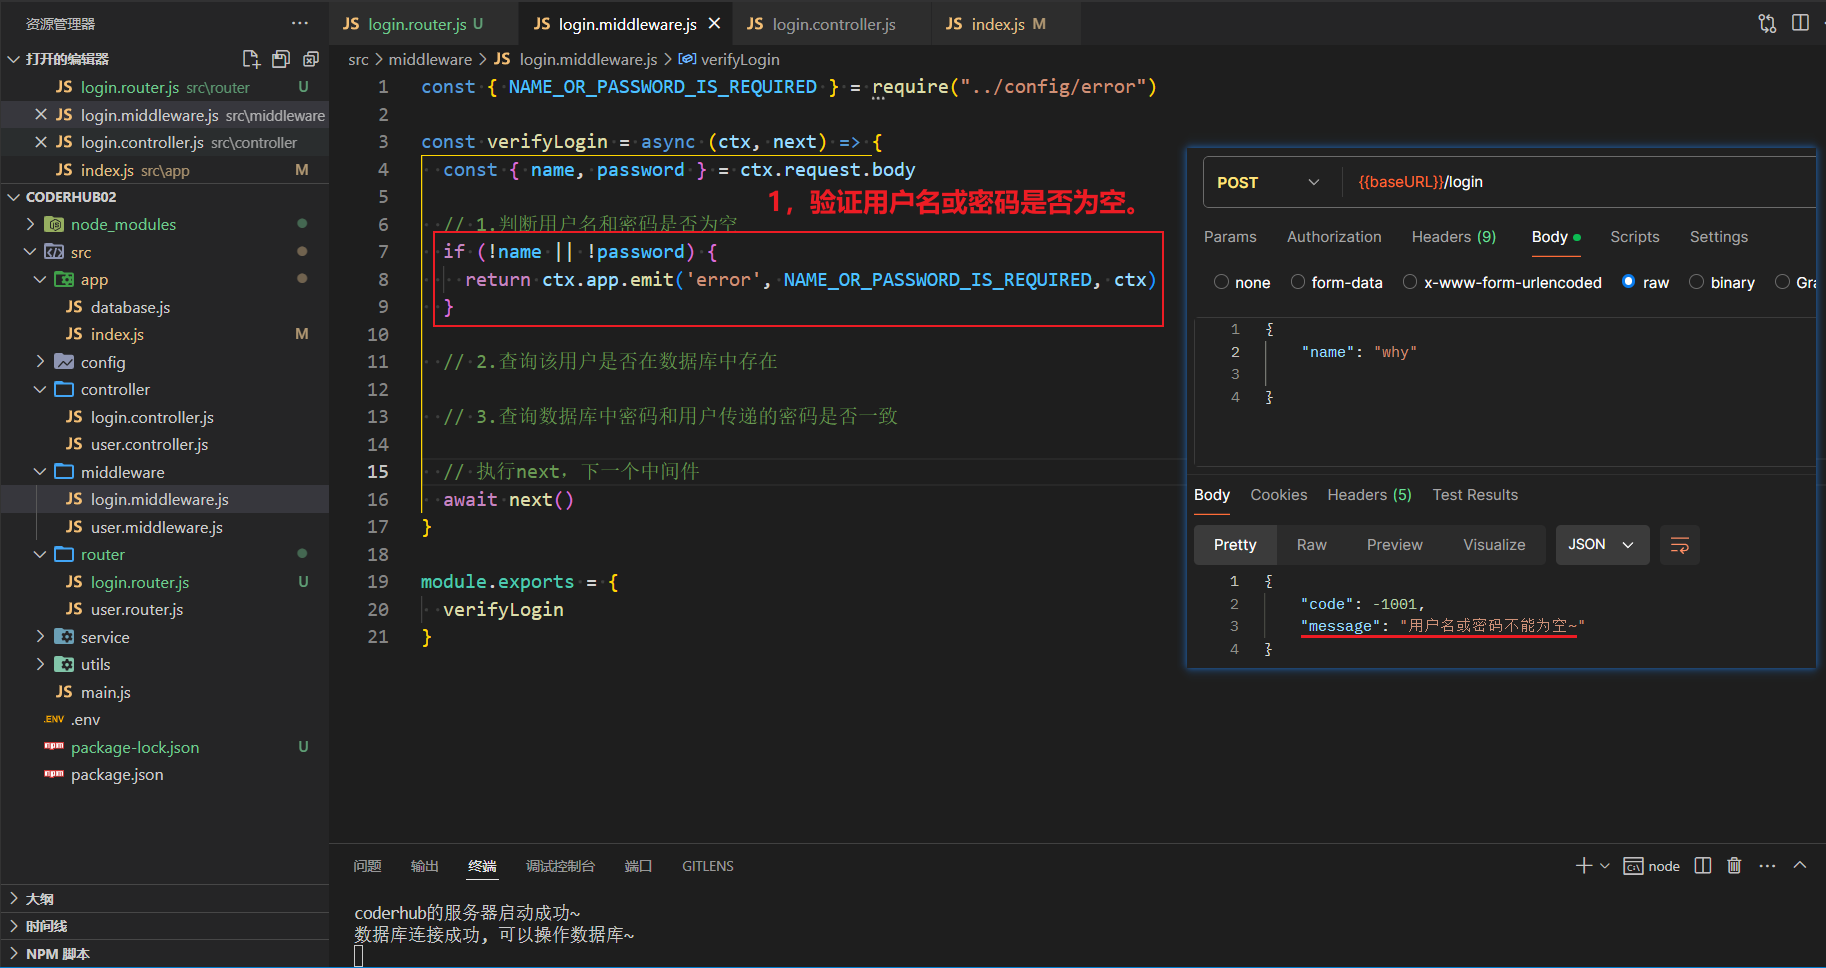 资源管理器
打开的编辑器
JS login.router.js src\router U
JS login.middleware.js src\middleware
JS login.controller.js src\controller
JS index.js src\app M
CODERHUB02
node_modules
src
app
JS database.js
JS index.js M
config
controller
JS login.controller.js
JS user.controller.js
middleware
JS login.middleware.js
JS user.middleware.js
router
JS login.router.js U
JS user.router.js
service
utils
JS main.js
.ENV .env
npm package-lock.json U
npm package.json
大纲
时间线
NPM 脚本
JS login.router.js U
JS login.middleware.js
JS login.controller.js
JS index.js M
src > middleware > JS login.middleware.js > verifyLogin
1 const { NAME_OR_PASSWORD_IS_REQUIRED } = require("../config/error")
2
3 const verifyLogin = async (ctx, next) => {
4 const { name, password } = ctx.request.body
5
1，验证用户名或密码是否为空。
6 // 1.判断用户名和密码是否为空
7 if (!name || !password) {
8 return ctx.app.emit('error', NAME_OR_PASSWORD_IS_REQUIRED, ctx)
9 }
10
11 // 2.查询该用户是否在数据库中存在
12
13 // 3.查询数据库中密码和用户传递的密码是否一致
14
15 // 执行next，下一个中间件
16 await next()
17 }
18
19 module.exports = {
20 verifyLogin
21 }
POST {{baseURL}}/login
Params Authorization Headers (9) Body Scripts Settings
none form-data x-www-form-urlencoded raw binary Gra
1 {
2 "name": "why"
3
4 }
Body Cookies Headers (5) Test Results
Pretty Raw Preview Visualize JSON
1 {
2 "code": -1001,
3 "message": "用户名或密码不能为空~"
4 }
问题 输出 终端 调试控制台 端口 GITLENS
node
coderhub的服务器启动成功~
数据库连接成功, 可以操作数据库~